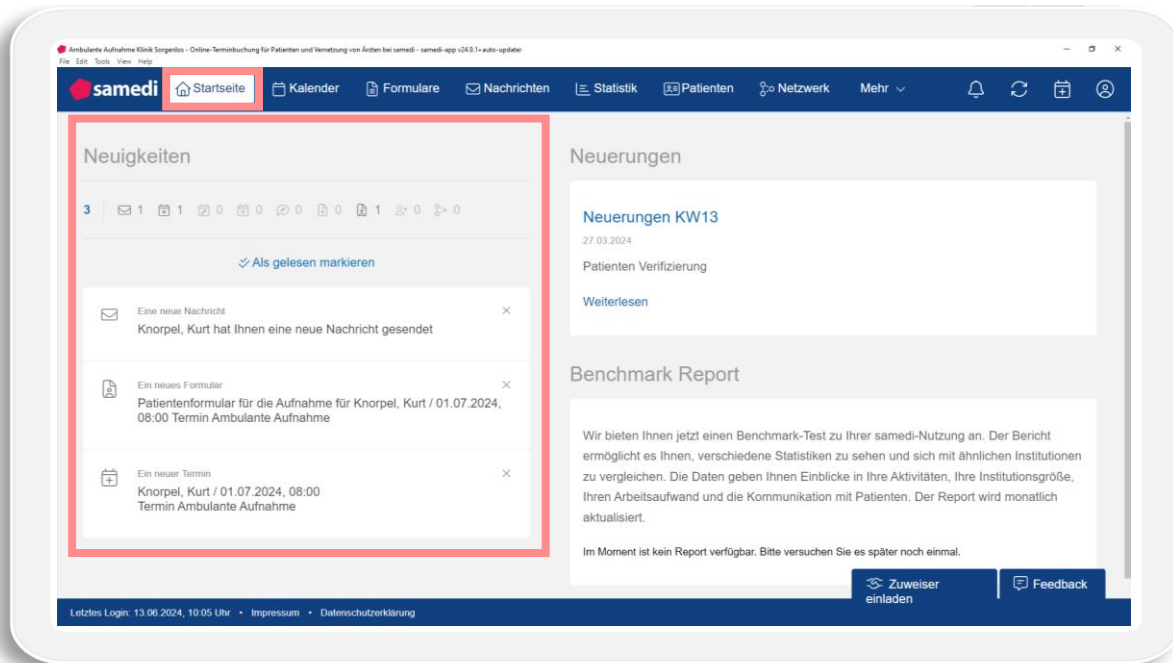 Ambulante Aufnahme Klinik Sorgenlos - Online-Terminbuchung für Patienten und Vernetzung von Ärzten bei samedi - samedi-app v24.9.1+auto-updater
File Edit Tools View Help
samedi Startseite Kalender Formulare Nachrichten Statistik Patienten Netzwerk Mehr
Neuigkeiten
3 1 1 0 0 0 0 1 0 0
Als gelesen markieren
Eine neue Nachricht
Knorpel, Kurt hat Ihnen eine neue Nachricht gesendet
Ein neues Formular
Patientenformular für die Aufnahme für Knorpel, Kurt / 01.07.2024,
08:00 Termin Ambulante Aufnahme
Ein neuer Termin
Knorpel, Kurt / 01.07.2024, 08:00
Termin Ambulante Aufnahme
Neuerungen
Neuerungen KW13
27.03.2024
Patienten Verifizierung
Weiterlesen
Benchmark Report
Wir bieten Ihnen jetzt einen Benchmark-Test zu Ihrer samedi-Nutzung an. Der Bericht
ermöglicht es Ihnen, verschiedene Statistiken zu sehen und sich mit ähnlichen Institutionen
zu vergleichen. Die Daten geben Ihnen Einblicke in Ihre Aktivitäten, Ihre Institutionsgröße,
Ihren Arbeitsaufwand und die Kommunikation mit Patienten. Der Report wird monatlich
aktualisiert.
Im Moment ist kein Report verfügbar. Bitte versuchen Sie es später noch einmal.
Zuweiser
einladen
Feedback
Letztes Login: 13.06.2024, 10:05 Uhr • Impressum • Datenschutzerklärung